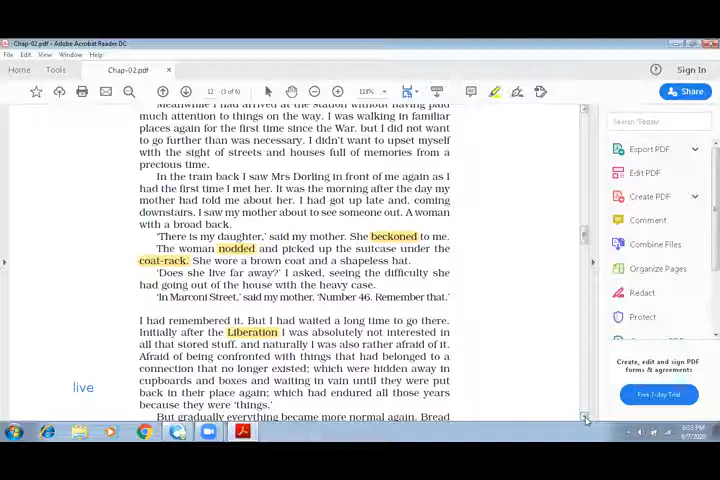 Chap-02.pdf - Adobe Acrobat Reader DC
File Edit View Window Help
Home Tools Chap-02.pdf × Sign In
12 (3 of 6) 119% Share
Meanwhile I had arrived at the station without having paid
much attention to things on the way. I was walking in familiar
places again for the first time since the War, but I did not want
to go further than was necessary. I didn't want to upset myself
with the sight of streets and houses full of memories from a
precious time.
In the train back I saw Mrs Dorling in front of me again as I
had the first time I met her. It was the morning after the day my
mother had told me about her. I had got up late and, coming
downstairs, I saw my mother about to see someone out. A woman
with a broad back.
'There is my daughter,' said my mother. She beckoned to me.
The woman nodded and picked up the suitcase under the
coat-rack. She wore a brown coat and a shapeless hat.
'Does she live far away?' I asked, seeing the difficulty she
had going out of the house with the heavy case.
'In Marconi Street,' said my mother. 'Number 46. Remember that.'
I had remembered it. But I had waited a long time to go there.
Initially after the Liberation I was absolutely not interested in
all that stored stuff, and naturally I was also rather afraid of it.
Afraid of being confronted with things that had belonged to a
connection that no longer existed; which were hidden away in
cupboards and boxes and waiting in vain until they were put
back in their place again; which had endured all those years
because they were 'things.'
But gradually everything became more normal again. Bread
live
Export PDF
Edit PDF
Create PDF
Comment
Combine Files
Organize Pages
Redact
Protect
Create, edit and sign PDF
forms & agreements
Free 7-day Trial
6:33 PM
8/7/2020